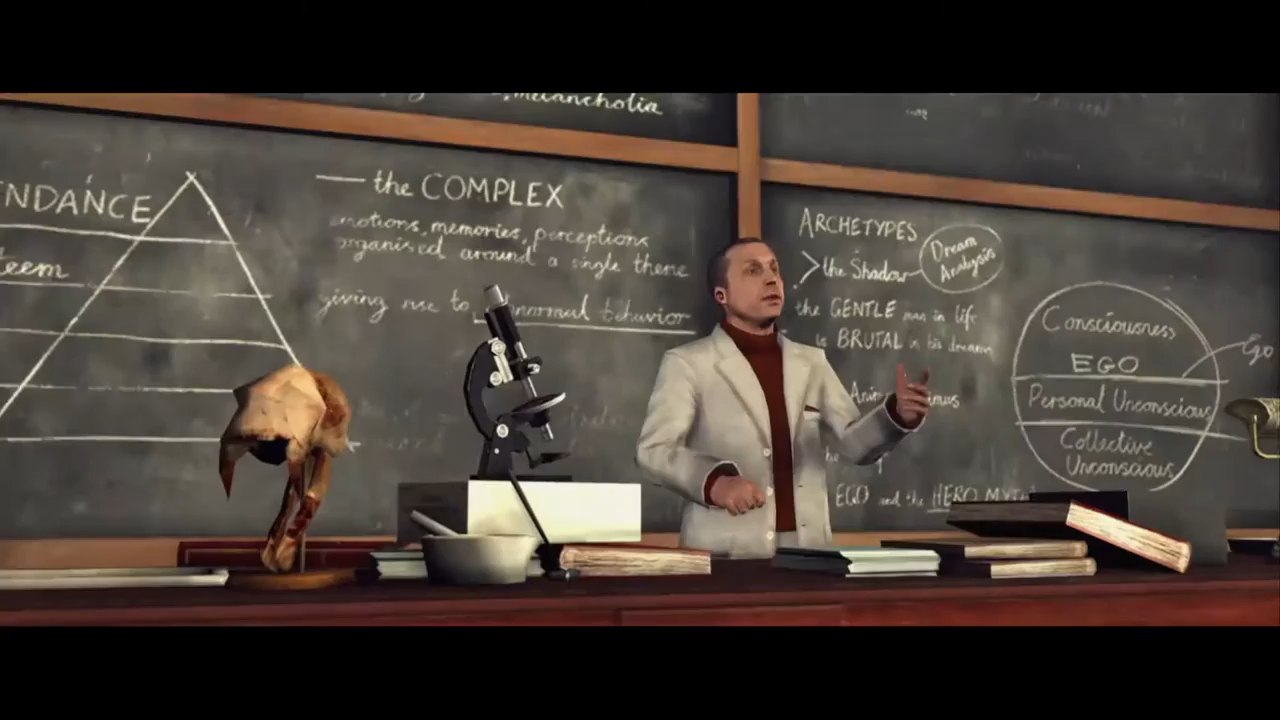 melancholia
NDANCE
teem
— the COMPLEX
emotions, memories, perceptions
organised around a single theme
giving rise to abnormal behavior
ARCHETYPES
> the Shadow
Dream
Analysis
the GENTLE man in life
is BRUTAL in his dreams
EGO and the HERO MYTH
Consciousness
EGO
Ego
Personal Unconscious
Collective
Unconscious